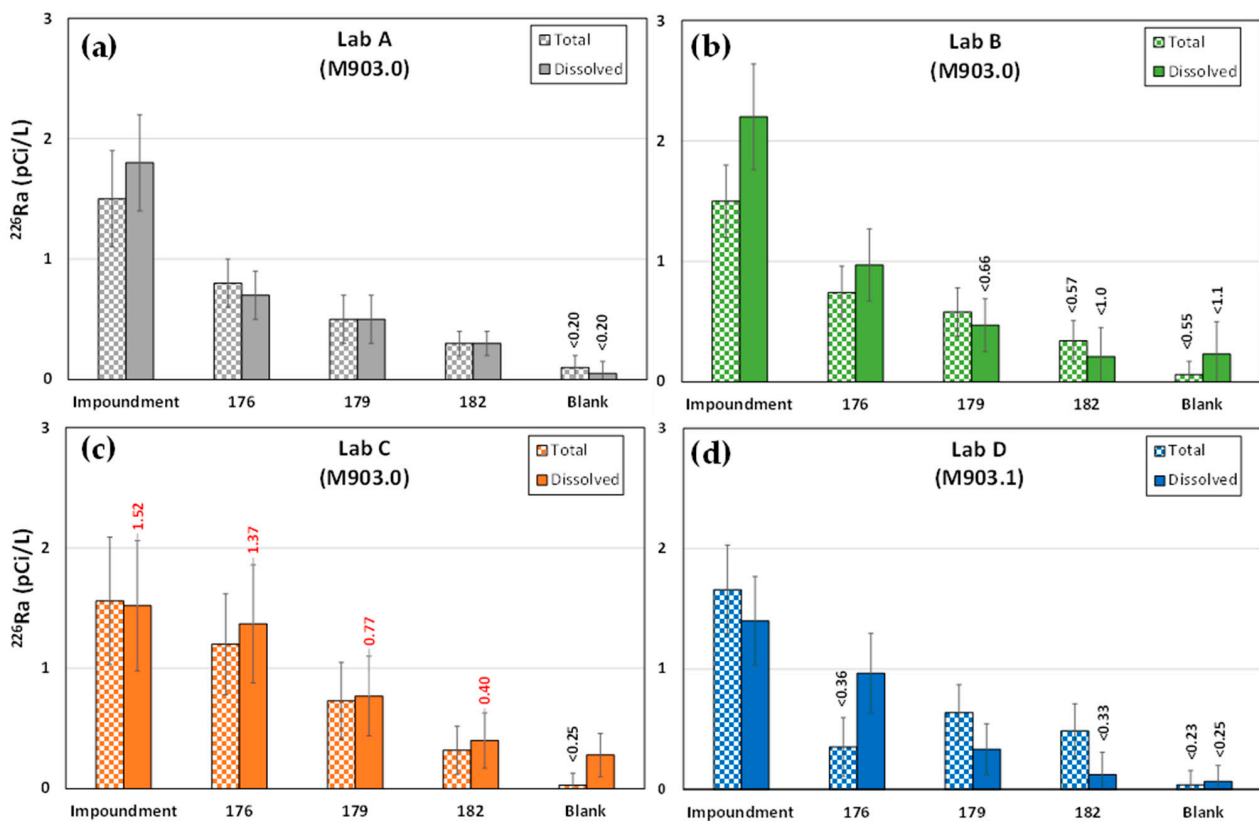 (a)
Lab A
(M903.0)
Total
Dissolved
²²⁶Ra (pCi/L)
3
2
1
0
<0.20
<0.20
Impoundment 176 179 182 Blank
(b)
Lab B
(M903.0)
Total
Dissolved
3
2
1
0
<0.66
<0.57
<1.0
<0.55
<1.1
Impoundment 176 179 182 Blank
(c)
Lab C
(M903.0)
Total
Dissolved
²²⁶Ra (pCi/L)
3
2
1
0
1.52
1.37
0.77
0.40
<0.25
Impoundment 176 179 182 Blank
(d)
Lab D
(M903.1)
Total
Dissolved
3
2
1
0
<0.36
<0.33
<0.23
<0.25
Impoundment 176 179 182 Blank